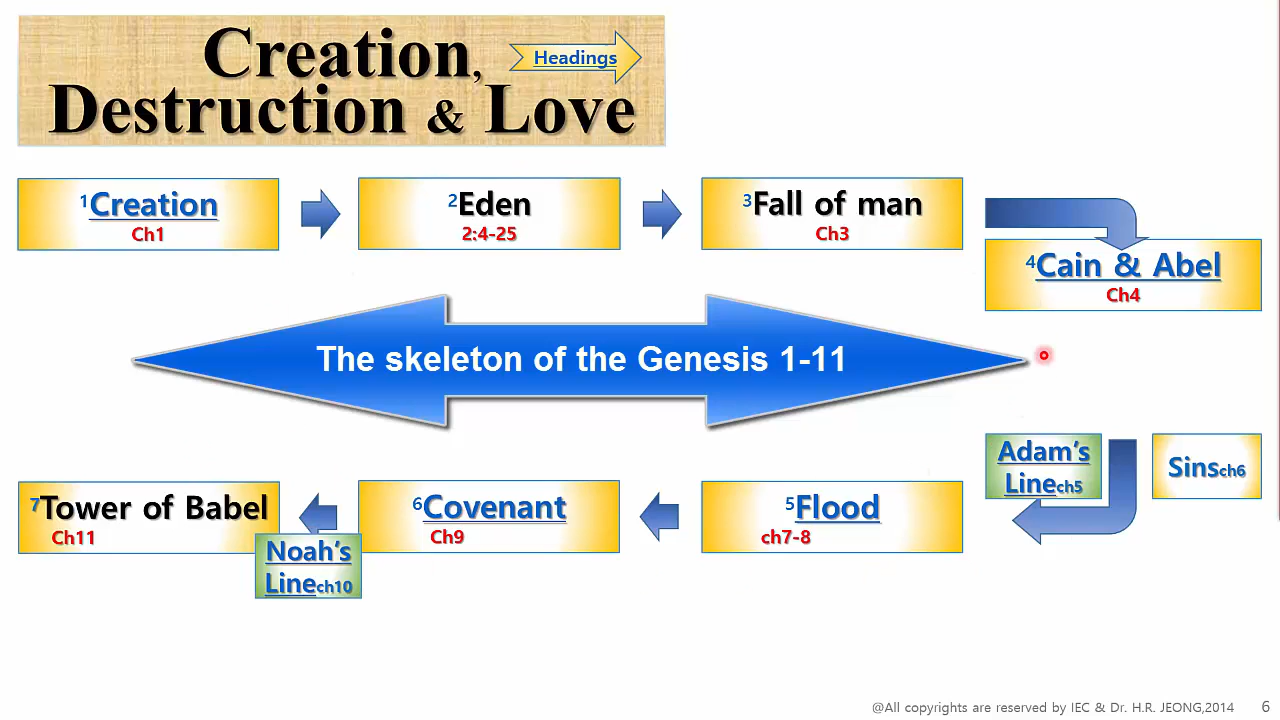 Creation,
Headings
Destruction & Love
1Creation
Ch1
2Eden
2:4-25
3Fall of man
Ch3
4Cain & Abel
Ch4
The skeleton of the Genesis 1-11
Adam's
Linech5
Sinsch6
5Flood
ch7-8
6Covenant
Ch9
7Tower of Babel
Ch11
Noah's
Linech10
@All copyrights are reserved by IEC & Dr. H.R. JEONG,2014
6